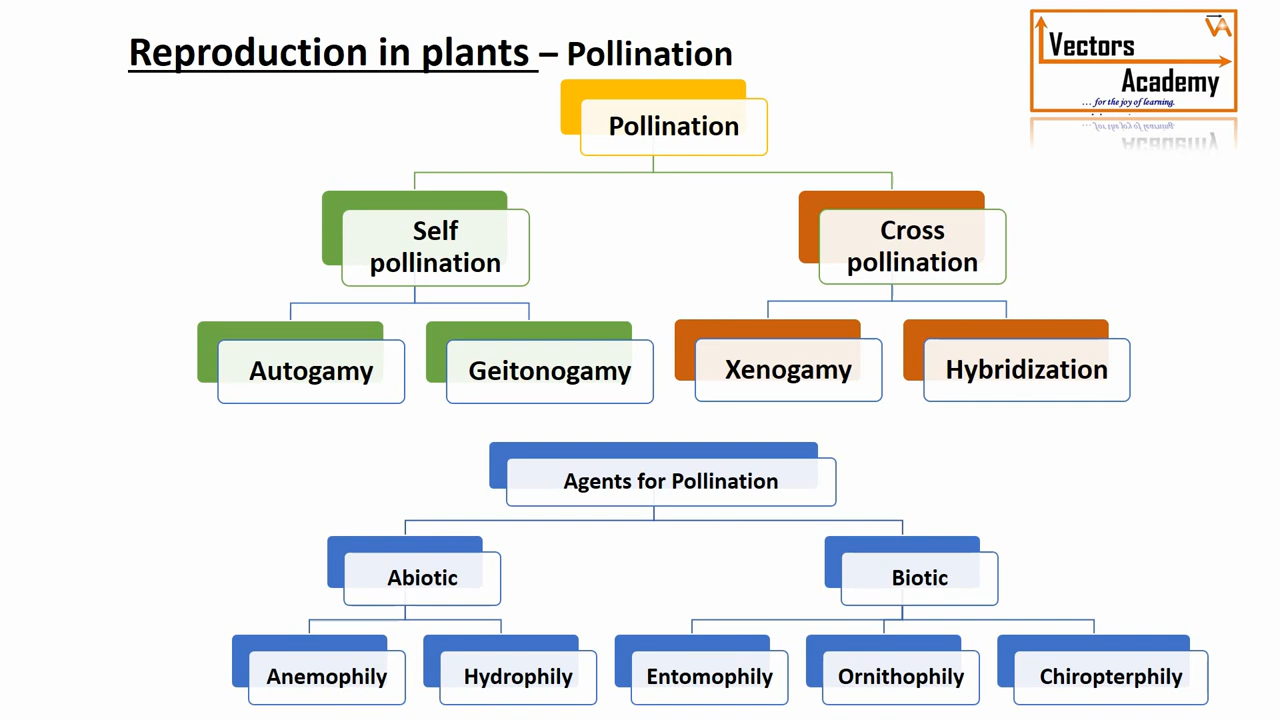 Reproduction in plants – Pollination
VA
Vectors
Academy
... for the joy of learning.
Pollination
Self
pollination
Cross
pollination
Autogamy
Geitonogamy
Xenogamy
Hybridization
Agents for Pollination
Abiotic
Biotic
Anemophily
Hydrophily
Entomophily
Ornithophily
Chiropterphily